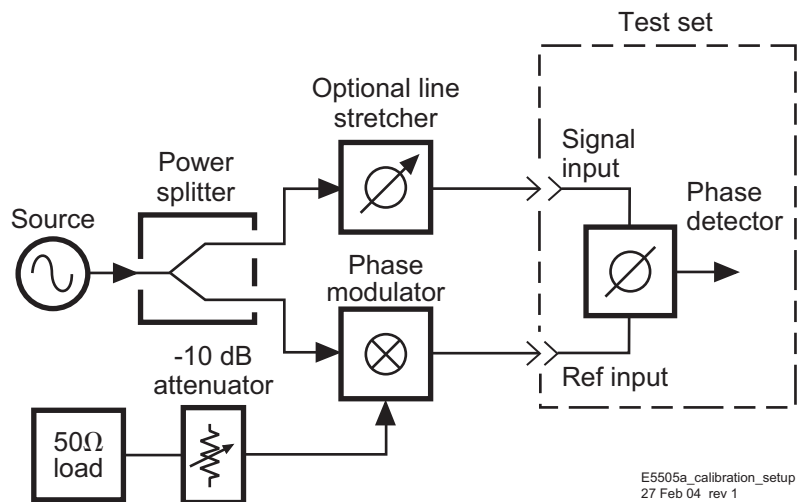 Test set
Optional line
stretcher
Signal
input
Power
splitter
Phase
detector
Source
Phase
modulator
-10 dB
attenuator
Ref input
50Ω
load
E5505a_calibration_setup
27 Feb 04 rev 1